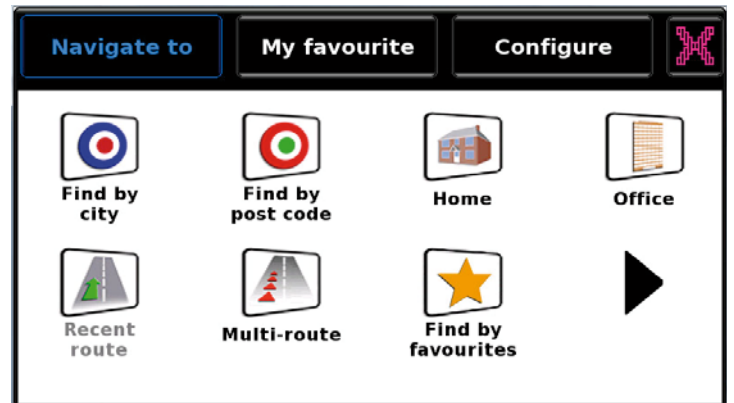 Navigate to My favourite Configure
Find by city
Find by post code
Home
Office
Recent route
Multi-route
Find by favourites